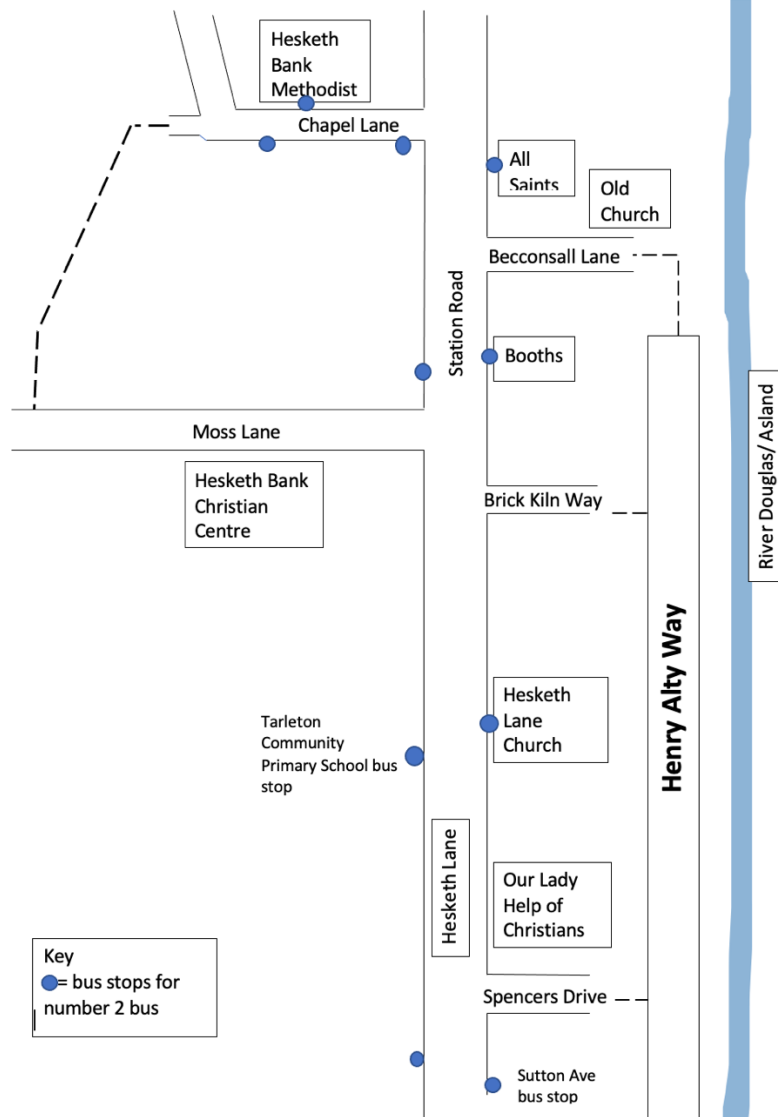 Hesketh
Bank
Methodist
Chapel Lane
All
Saints
Old
Church
Becconsall Lane
Station Road
Booths
Moss Lane
River Douglas/ Asland
Hesketh Bank
Christian
Centre
Brick Kiln Way
Henry Alty Way
Hesketh
Lane
Church
Tarleton
Community
Primary School bus
stop
Hesketh Lane
Our Lady
Help of
Christians
Key
= bus stops for
number 2 bus
Spencers Drive
Sutton Ave
bus stop